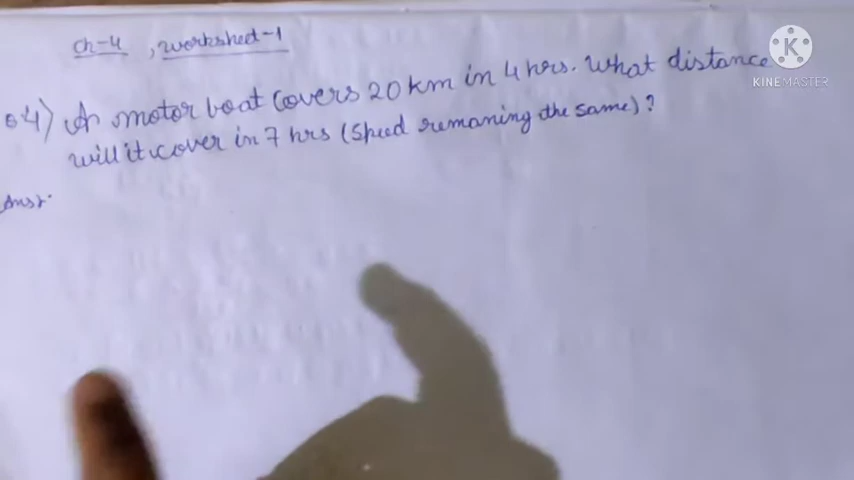 Ch-4, worksheet-1
Q4) A motor boat covers 20 km in 4 hrs. What distance
will it cover in 7 hrs (Speed remaning the same)?
Ans:
K
KINEMASTER